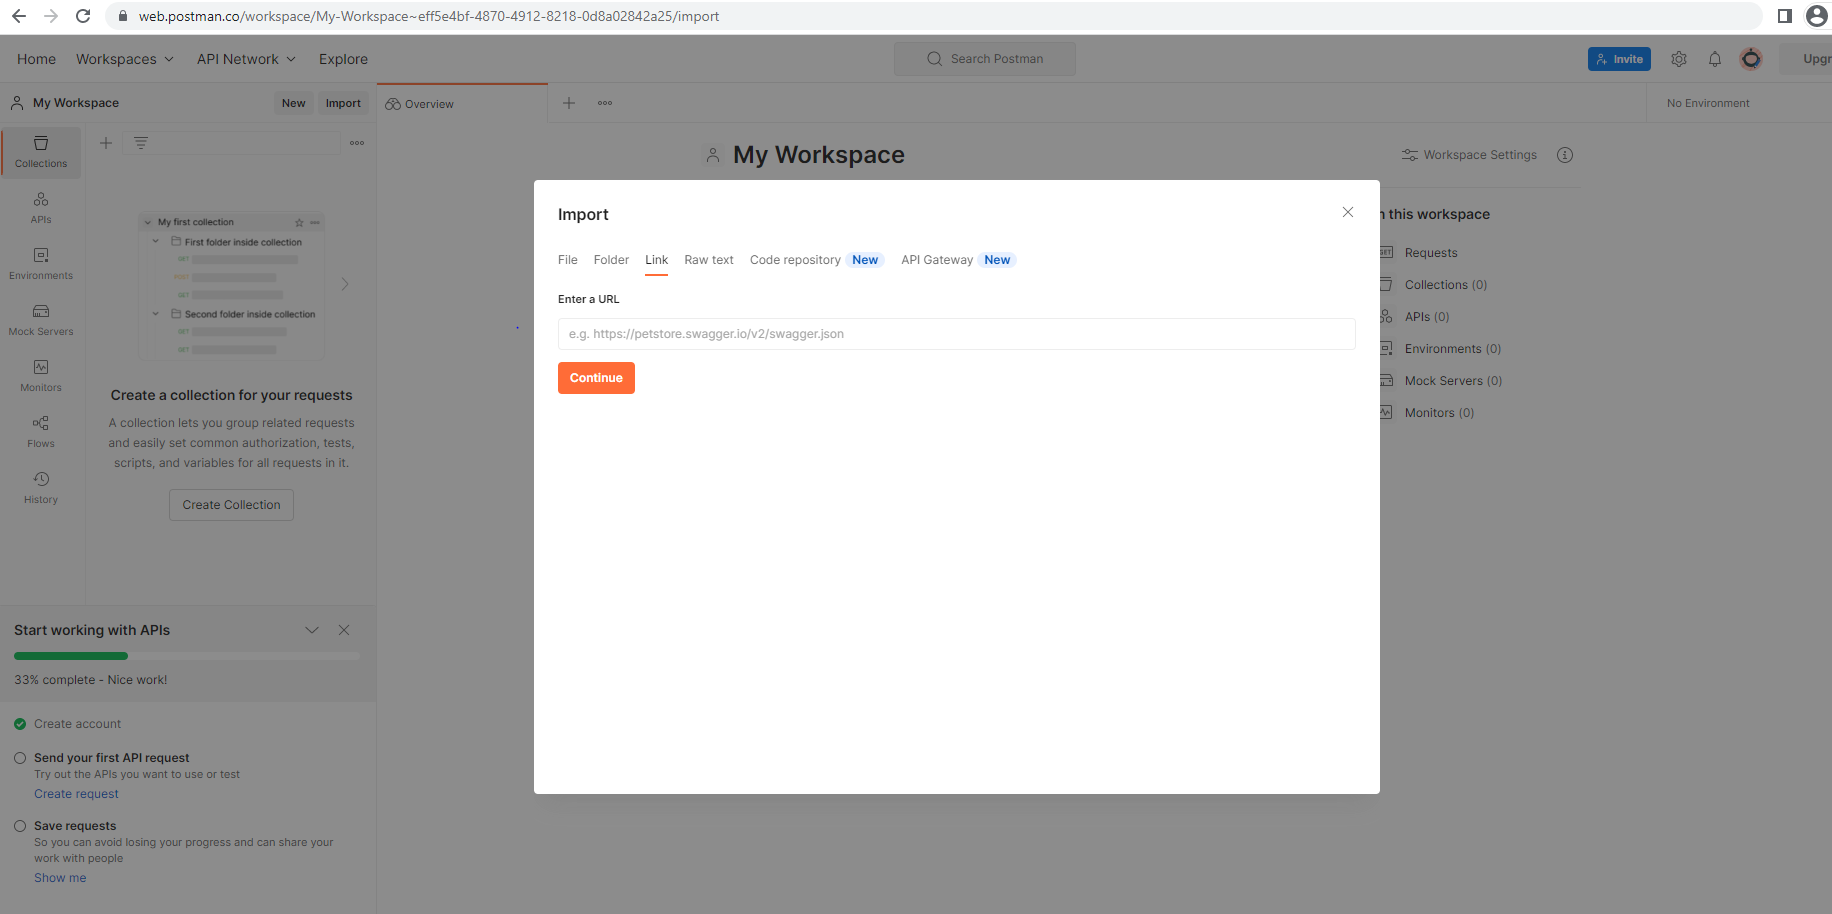 web.postman.co/workspace/My-Workspace~eff5e4bf-4870-4912-8218-0d8a02842a25/import
Home Workspaces API Network Explore
Search Postman
Invite
Upgr
My Workspace
New Import
Overview
No Environment
Collections
APIs
Environments
Mock Servers
Monitors
Flows
History
My first collection
First folder inside collection
GET
POST
GET
Second folder inside collection
GET
GET
Create a collection for your requests
A collection lets you group related requests
and easily set common authorization, tests,
scripts, and variables for all requests in it.
Create Collection
Start working with APIs
33% complete - Nice work!
Create account
Send your first API request
Try out the APIs you want to use or test
Create request
Save requests
So you can avoid losing your progress and can share your
work with people
Show me
My Workspace
Workspace Settings
Import
File Folder Link Raw text Code repository New API Gateway New
Enter a URL
e.g. https://petstore.swagger.io/v2/swagger.json
Continue
n this workspace
Requests
Collections (0)
APIs (0)
Environments (0)
Mock Servers (0)
Monitors (0)